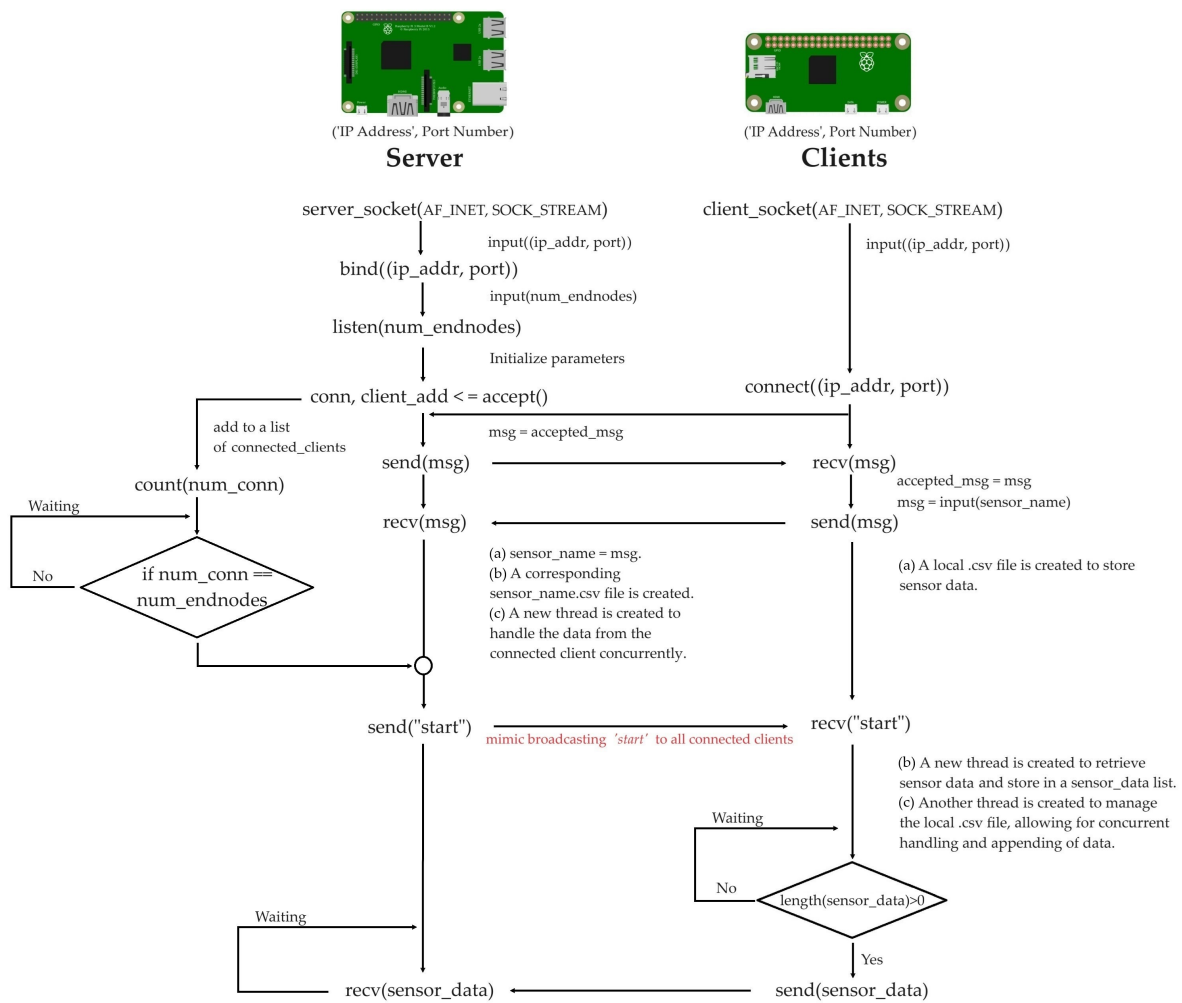 ('IP Address', Port Number)
Server
('IP Address', Port Number)
Clients
server_socket(AF_INET, SOCK_STREAM)
client_socket(AF_INET, SOCK_STREAM)
input((ip_addr, port))
input((ip_addr, port))
bind((ip_addr, port))
input(num_endnodes)
listen(num_endnodes)
Initialize parameters
conn, client_add < = accept()
connect((ip_addr, port))
add to a list
of connected_clients
msg = accepted_msg
send(msg)
recv(msg)
count(num_conn)
accepted_msg = msg
msg = input(sensor_name)
Waiting
recv(msg)
send(msg)
No
if num_conn ==
num_endnodes
(a) sensor_name = msg.
(b) A corresponding
sensor_name.csv file is created.
(c) A new thread is created to
handle the data from the
connected client concurrently.
(a) A local .csv file is created to store
sensor data.
send("start")
mimic broadcasting 'start' to all connected clients
recv("start")
(b) A new thread is created to retrieve
sensor data and store in a sensor_data list.
(c) Another thread is created to manage
the local .csv file, allowing for concurrent
handling and appending of data.
Waiting
No
length(sensor_data)>0
Waiting
Yes
recv(sensor_data)
send(sensor_data)